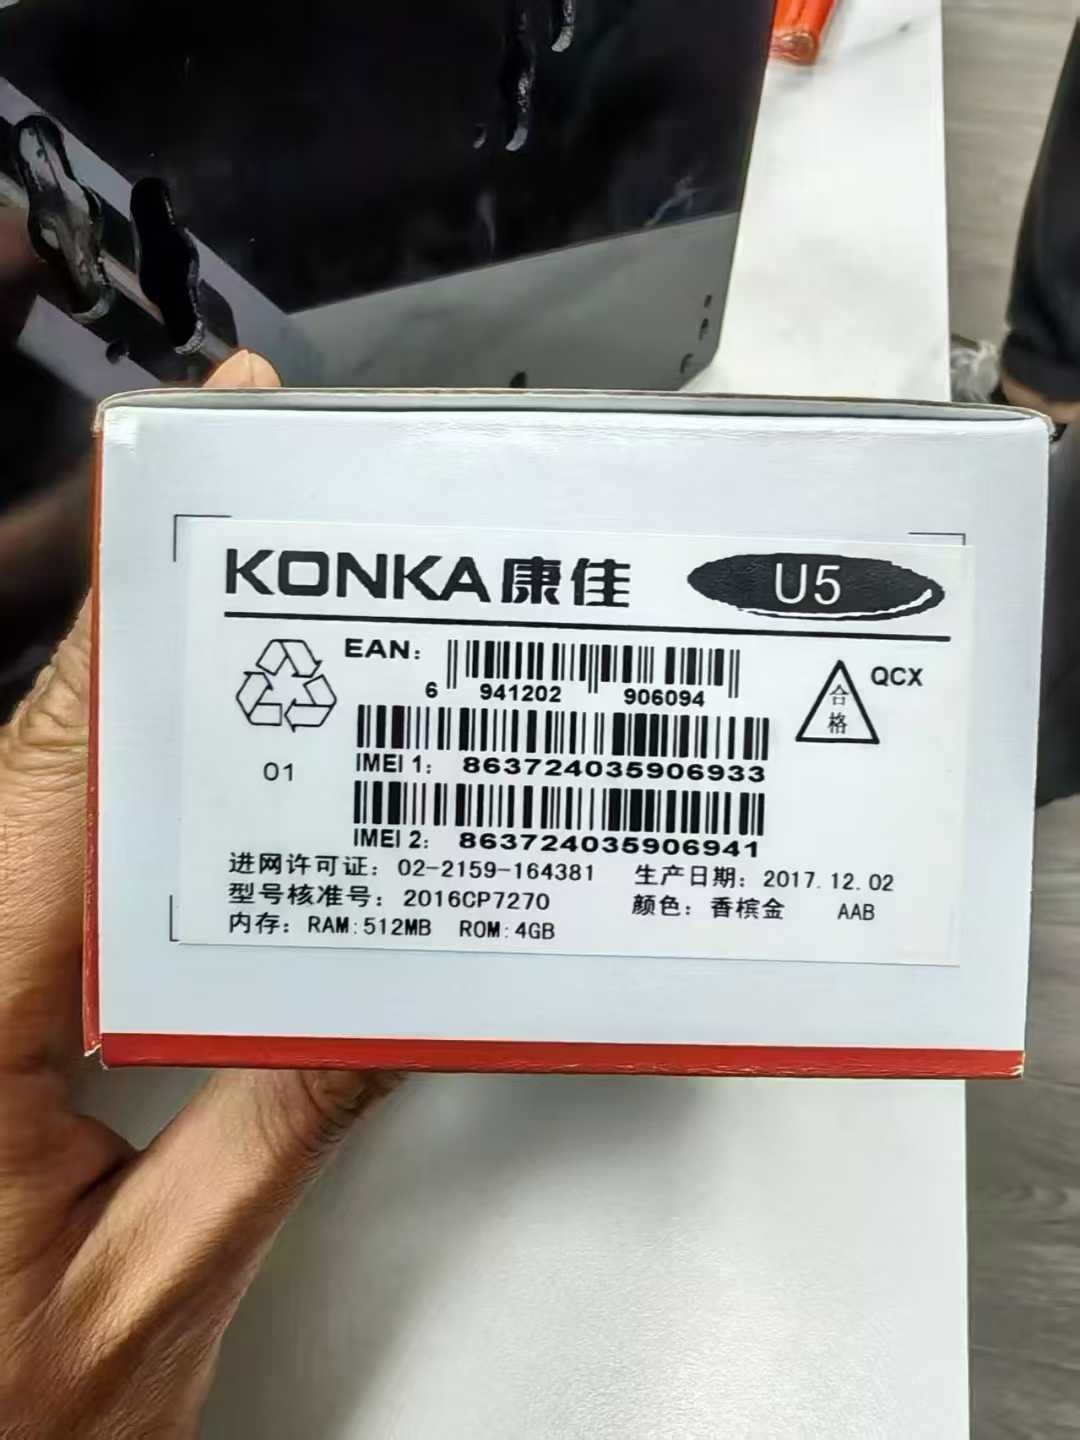 KONKA康佳 U5
EAN:
6 941202 906094
QCX
合格
01
IMEI 1: 863724035906933
IMEI 2: 863724035906941
进网许可证: 02-2159-164381 生产日期: 2017.12.02
型号核准号: 2016CP7270 颜色: 香槟金 AAB
内存: RAM:512MB ROM:4GB